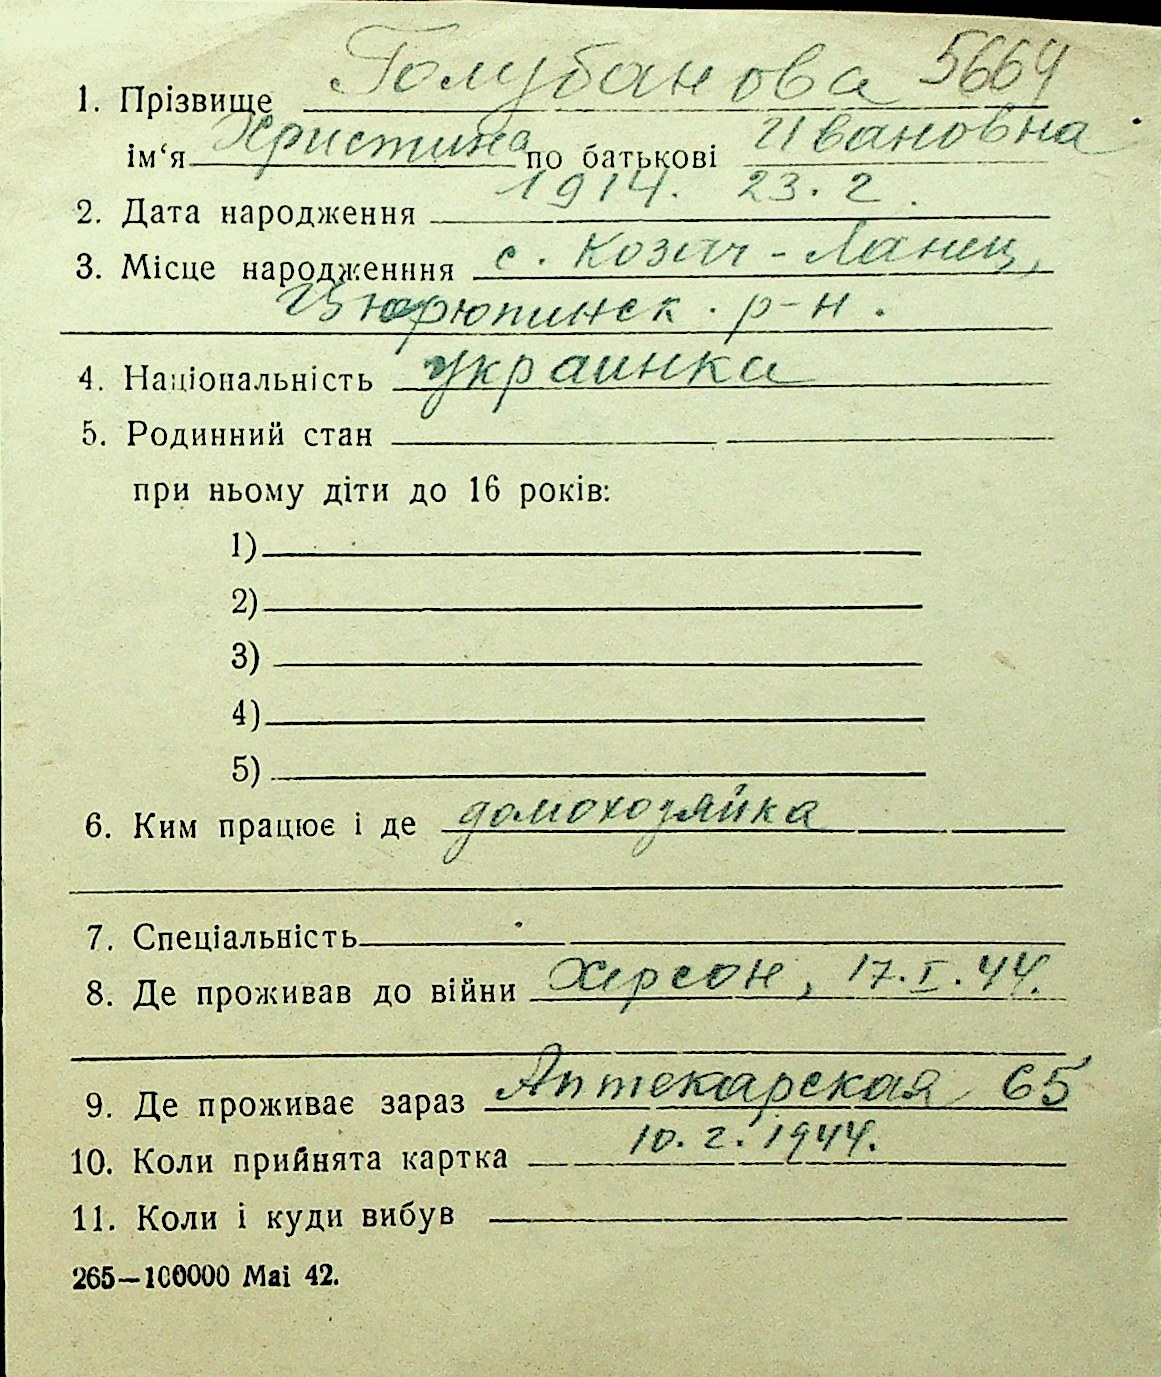 1. Прізвище Голубанова 5664
ім‘я Христина по батькові Ивановна
2. Дата народження 1914. 23. 2.
3. Місце народженння с. Козач-Ланец,
Цюрюпинск. р-н.
4. Національність украинка
5. Родинний стан
при ньому діти до 16 років:
1)
2)
3)
4)
5)
6. Ким працює і де домохозяйка
7. Спеціальність
8. Де проживав до війни Херсон, 17.I.44.
9. Де проживає зараз Аптекарская 65
10. Коли прийнята картка 10.2.1944.
11. Коли і куди вибув
265—100000 Mai 42.